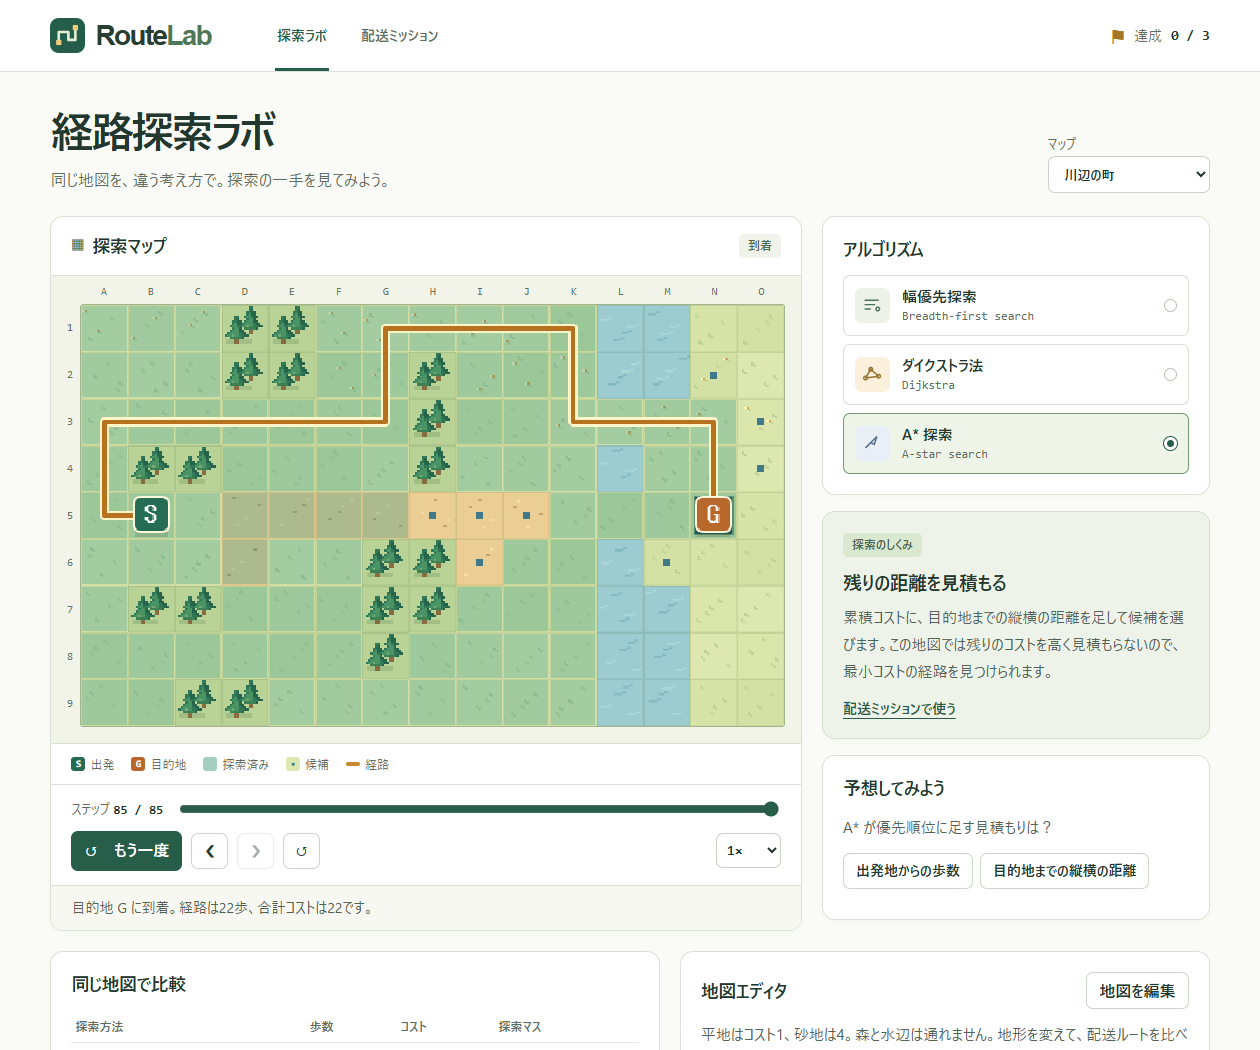 RouteLab
探索ラボ
配送ミッション
達成 0 / 3
経路探索ラボ
同じ地図を、違う考え方で。探索の一手を見てみよう。
マップ
川辺の町
探索マップ
到着
A B C D E F G H I J K L M N O
1
2
3
4
5
6
7
8
9
S
G
S 出発
G 目的地
探索済み
候補
経路
ステップ 85 / 85
もう一度
1×
目的地 G に到着。経路は22歩、合計コストは22です。
アルゴリズム
幅優先探索
Breadth-first search
ダイクストラ法
Dijkstra
A* 探索
A-star search
探索のしくみ
残りの距離を見積もる
累積コストに、目的地までの縦横の距離を足して候補を選
びます。この地図では残りのコストを高く見積もらないので、
最小コストの経路を見つけられます。
配送ミッションで使う
予想してみよう
A* が優先順位に足す見積もりは？
出発地からの歩数
目的地までの縦横の距離
同じ地図で比較
探索方法
歩数
コスト
探索マス
地図エディタ
地図を編集
平地はコスト1、砂地は4。森と水辺は通れません。地形を変えて、配送ルートを比べ